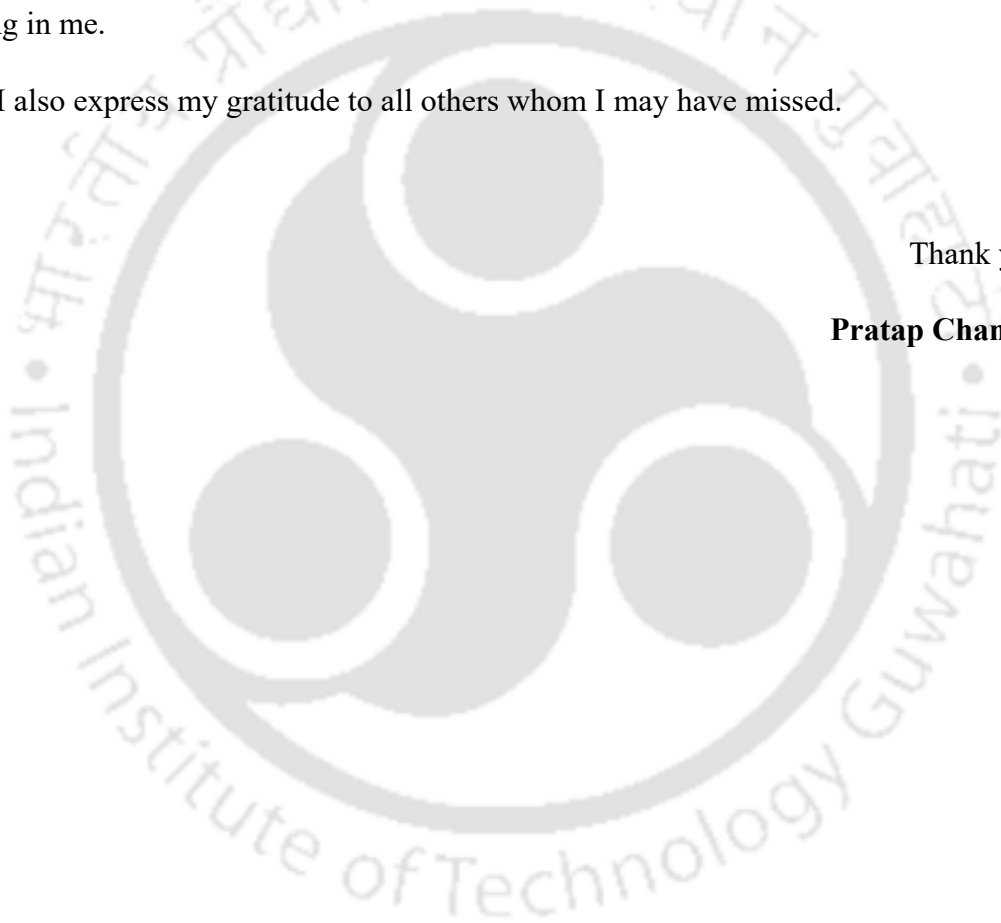 g in me.
I also express my gratitude to all others whom I may have missed.
Thank
Pratap Chan
Indian Institute of Technology Guwahati